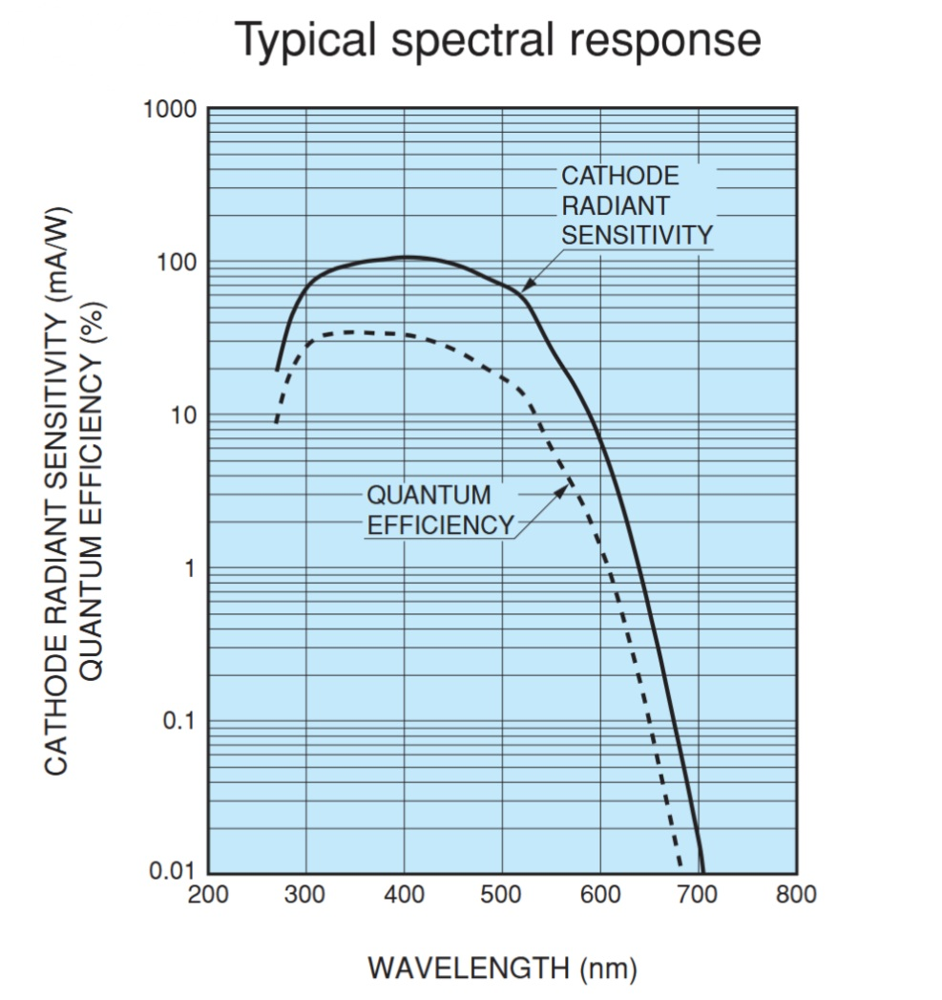 Typical spectral response
CATHODE RADIANT SENSITIVITY (mA/W)
QUANTUM EFFICIENCY (%)
1000
100
10
1
0.1
0.01
CATHODE
RADIANT
SENSITIVITY
QUANTUM
EFFICIENCY
200 300 400 500 600 700 800
WAVELENGTH (nm)